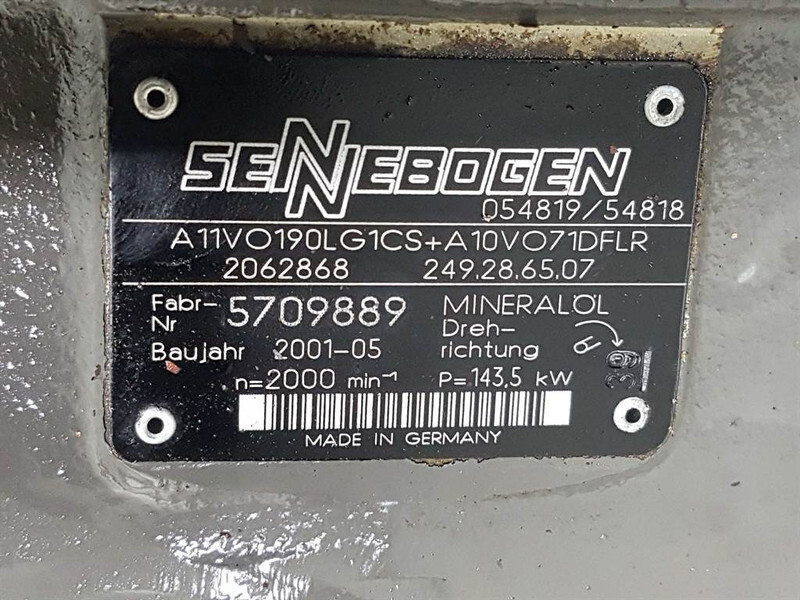 SENNEBOGEN
054819/54818
A11VO190LG1CS+A10VO71DFLR
2062868 249.28.65.07
Fabr-Nr 5709889 MINERALÖL
Baujahr 2001-05 Dreh-richtung
39
n=2000 min⁻¹ P=143,5 kW
MADE IN GERMANY